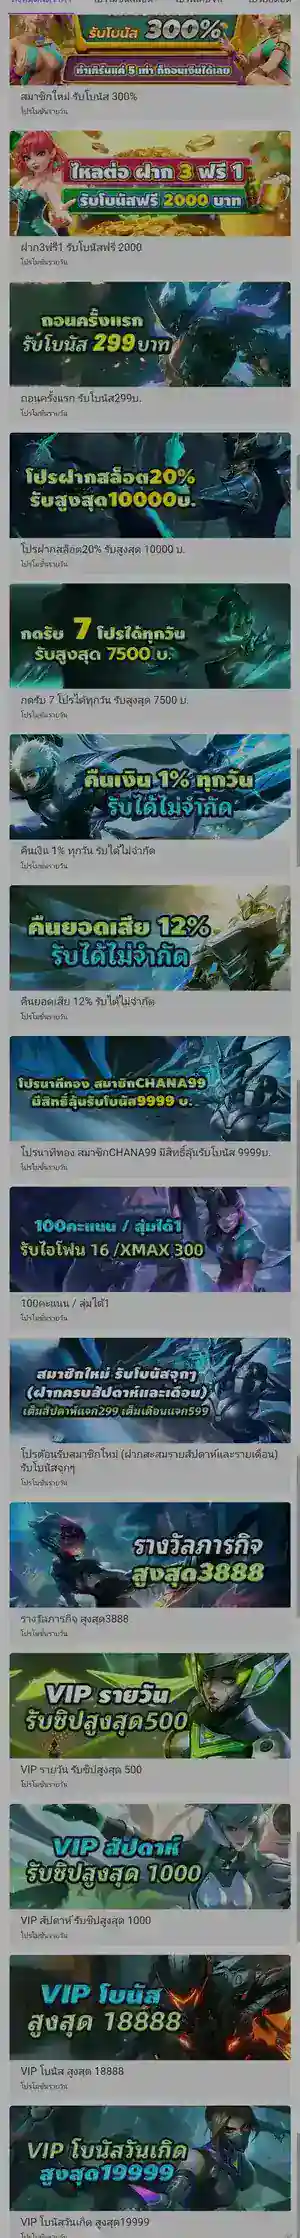 รับโบนัส 300%
ทำเทิร์นแค่ 5 เท่า ก็ถอนเงินได้เลย
สมาชิกใหม่ รับโบนัส 300%
โปรโมชั่นรายวัน
ไหลต่อ ฝาก 3 ฟรี 1
รับโบนัสฟรี 2000 บาท
ฝาก3ฟรี1 รับโบนัสฟรี 2000
โปรโมชั่นรายวัน
ถอนครั้งแรก
รับโบนัส 299บาท
ถอนครั้งแรก รับโบนัส299บ.
โปรโมชั่นรายวัน
โปรฝากสล็อต20%
รับสูงสุด10000บ.
โปรฝากสล็อต20% รับสูงสุด 10000 บ.
โปรโมชั่นรายวัน
กดรับ 7 โปรได้ทุกวัน
รับสูงสุด 7500 บ.
กดรับ 7 โปรได้ทุกวัน รับสูงสุด 7500 บ.
โปรโมชั่นรายวัน
คืนเงิน 1% ทุกวัน
รับได้ไม่จำกัด
คืนเงิน 1% ทุกวัน รับได้ไม่จำกัด
โปรโมชั่นรายวัน
คืนยอดเสีย 12%
รับได้ไม่จำกัด
คืนยอดเสีย 12% รับได้ไม่จำกัด
โปรโมชั่นรายวัน
โปรนาทีทอง สมาชิกCHANA99
มีสิทธิ์ลุ้นรับโบนัส9999 บ.
โปรนาทีทอง สมาชิกCHANA99 มีสิทธิ์ลุ้นรับโบนัส 9999บ.
โปรโมชั่นรายวัน
100คะแนน / สุ่มได้1
รับไอโฟน 16 /XMAX 300
100คะแนน / สุ่มได้1
โปรโมชั่นรายวัน
สมาชิกใหม่ รับโบนัสจุกๆ
(ฝากครบสัปดาห์และเดือน)
เต็มสัปดาห์แจก299 เต็มเดือนแจก599
โปรต้อนรับสมาชิกใหม่ (ฝากสะสมรายสัปดาห์และรายเดือน)
รับโบนัสจุกๆ
โปรโมชั่นรายวัน
รางวัลภารกิจ
สูงสุด3888
รางวัลภารกิจ สูงสุด3888
โปรโมชั่นรายวัน
VIP รายวัน
รับชิปสูงสุด500
VIP รายวัน รับชิปสูงสุด 500
โปรโมชั่นรายวัน
VIP สัปดาห์
รับชิปสูงสุด 1000
VIP สัปดาห์ รับชิปสูงสุด 1000
โปรโมชั่นรายวัน
VIP โบนัส
สูงสุด 18888
VIP โบนัส สูงสุด 18888
โปรโมชั่นรายวัน
VIP โบนัสวันเกิด
สูงสุด19999
VIP โบนัสวันเกิด สูงสุด19999